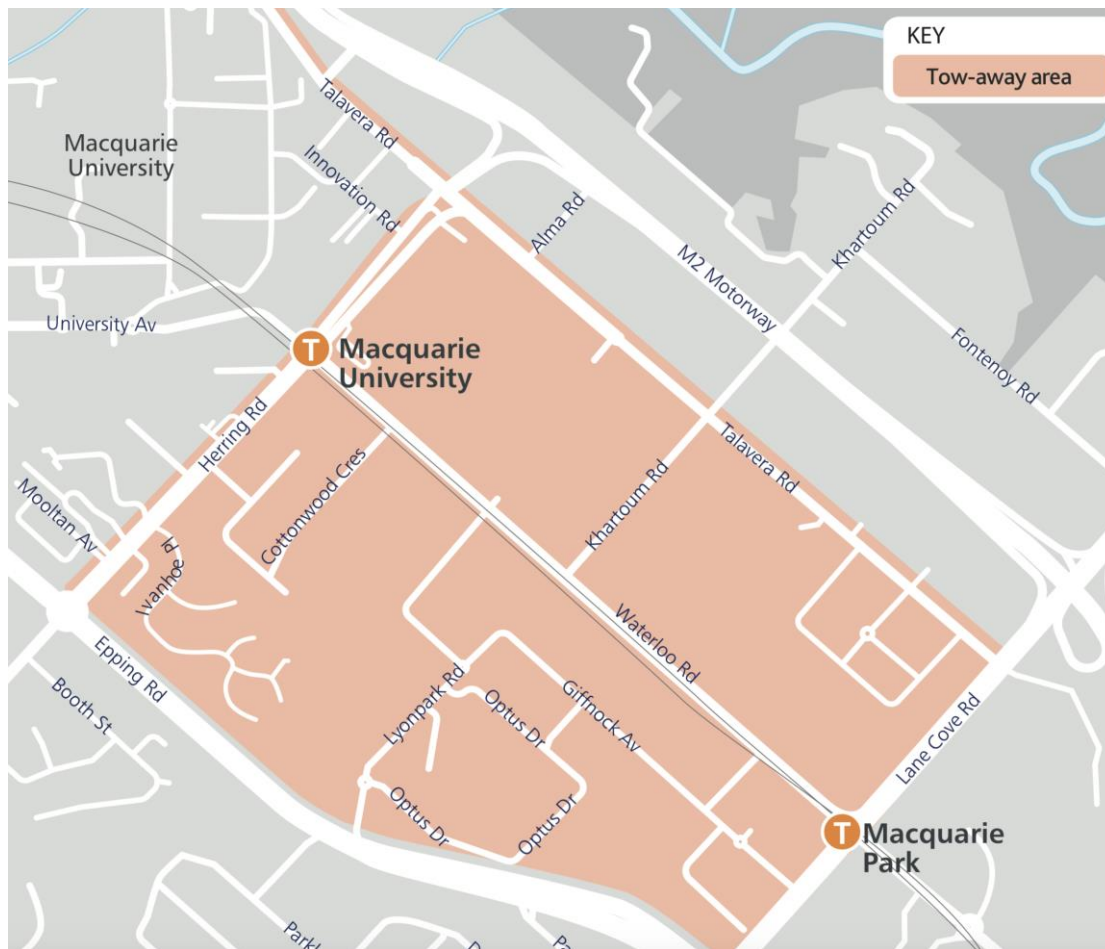 KEY
Tow-away area
Talavera Rd
Macquarie
University
Innovation Rd
Alma Rd
Khartoum Rd
M2 Motorway
University Av
T
Macquarie
University
Fontenoy Rd
Herring Rd
Talavera Rd
Cottonwood Cres
Khartoum Rd
Mooltan Av
Ivanhoe Pl
Waterloo Rd
Epping Rd
Booth St
Lyonpark Rd
Optus Dr
Giffnock Av
Lane Cove Rd
Optus Dr
Optus Dr
T
Macquarie
Park